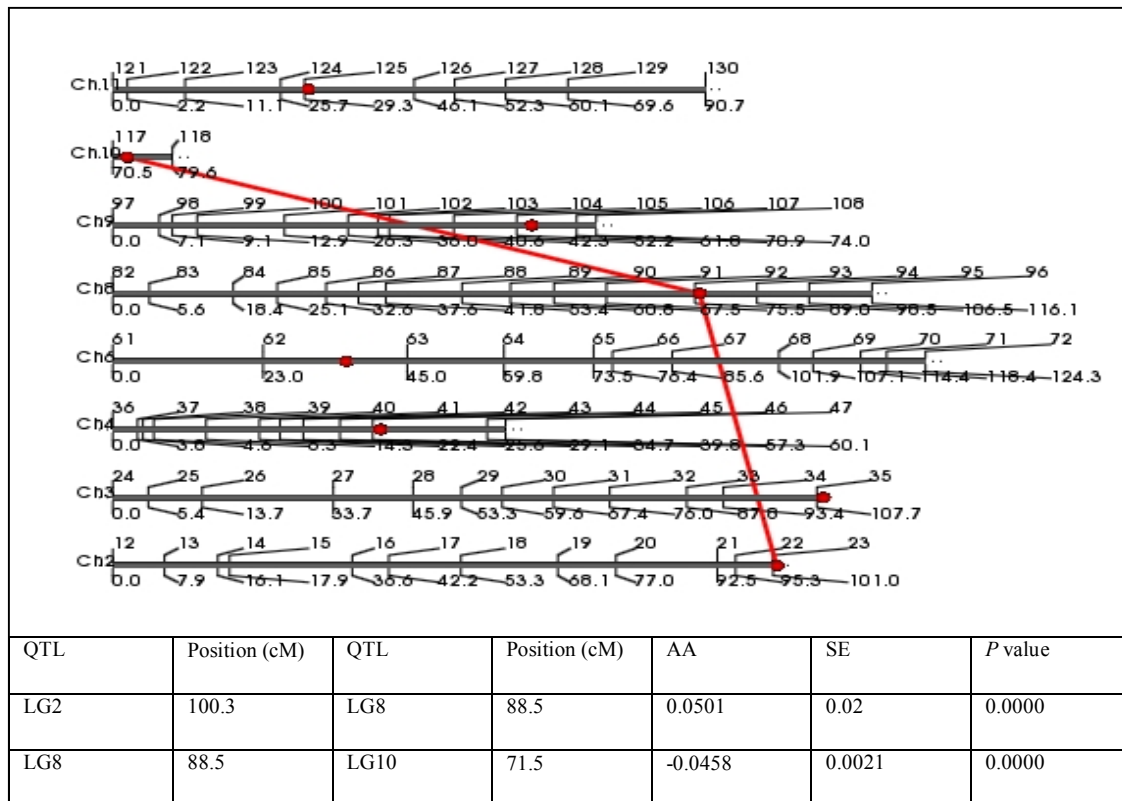 121 122 123 124 125 126 127 128 129 130
Ch.11
0.0 2.2 11.1 25.7 29.3 46.1 52.3 60.1 69.6 90.7
117 118
Ch.10
70.5 79.6
97 98 99 100 101 102 103 104 105 106 107 108
Ch9
0.0 7.1 9.1 12.9 26.3 36.0 40.6 42.3 52.2 61.8 70.9 74.0
82 83 84 85 86 87 88 89 90 91 92 93 94 95 96
Ch8
0.0 5.6 18.4 25.1 32.6 37.6 41.8 53.4 60.8 67.5 75.5 89.0 98.5 106.5 116.1
61 62 63 64 65 66 67 68 69 70 71 72
Ch6
0.0 23.0 45.0 59.8 73.5 76.4 85.6 101.9 107.1 114.4 118.4 124.3
36 37 38 39 40 41 42 43 44 45 46 47
Ch4
0.0 3.8 4.6 6.3 14.3 22.4 25.6 29.1 34.7 39.8 57.3 60.1
24 25 26 27 28 29 30 31 32 33 34 35
Ch3
0.0 5.4 13.7 33.7 45.9 53.3 59.6 67.4 76.0 87.8 93.4 107.7
12 13 14 15 16 17 18 19 20 21 22 23
Ch2
0.0 7.9 16.1 17.9 36.6 42.2 53.3 68.1 77.0 92.5 95.3 101.0
QTL Position (cM) QTL Position (cM) AA SE P value
LG2 100.3 LG8 88.5 0.0501 0.02 0.0000
LG8 88.5 LG10 71.5 -0.0458 0.0021 0.0000